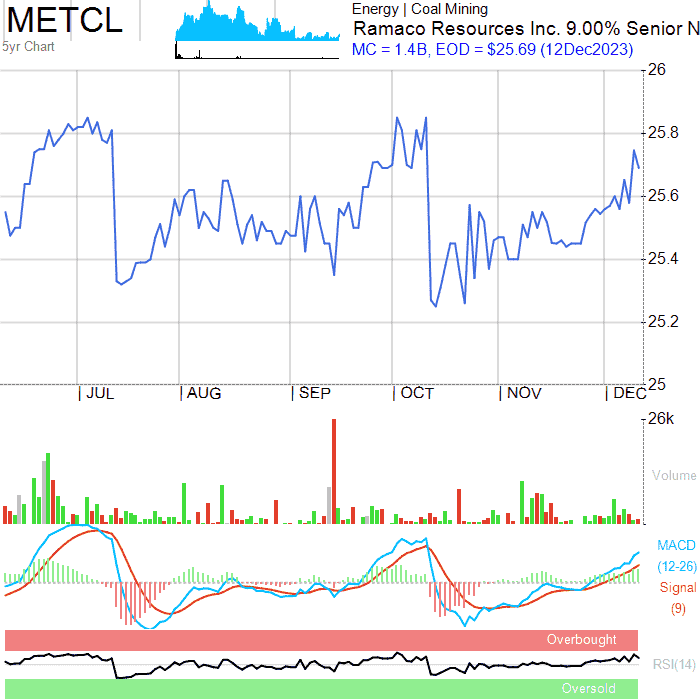 METCL
5yr Chart
Energy | Coal Mining
Ramaco Resources Inc. 9.00% Senior N
MC = 1.4B, EOD = $25.69 (12Dec2023)
26
25.8
25.6
25.4
25.2
25
JUL AUG SEP OCT NOV DEC
26k
Volume
MACD
(12-26)
Signal
(9)
Overbought
RSI(14)
Oversold